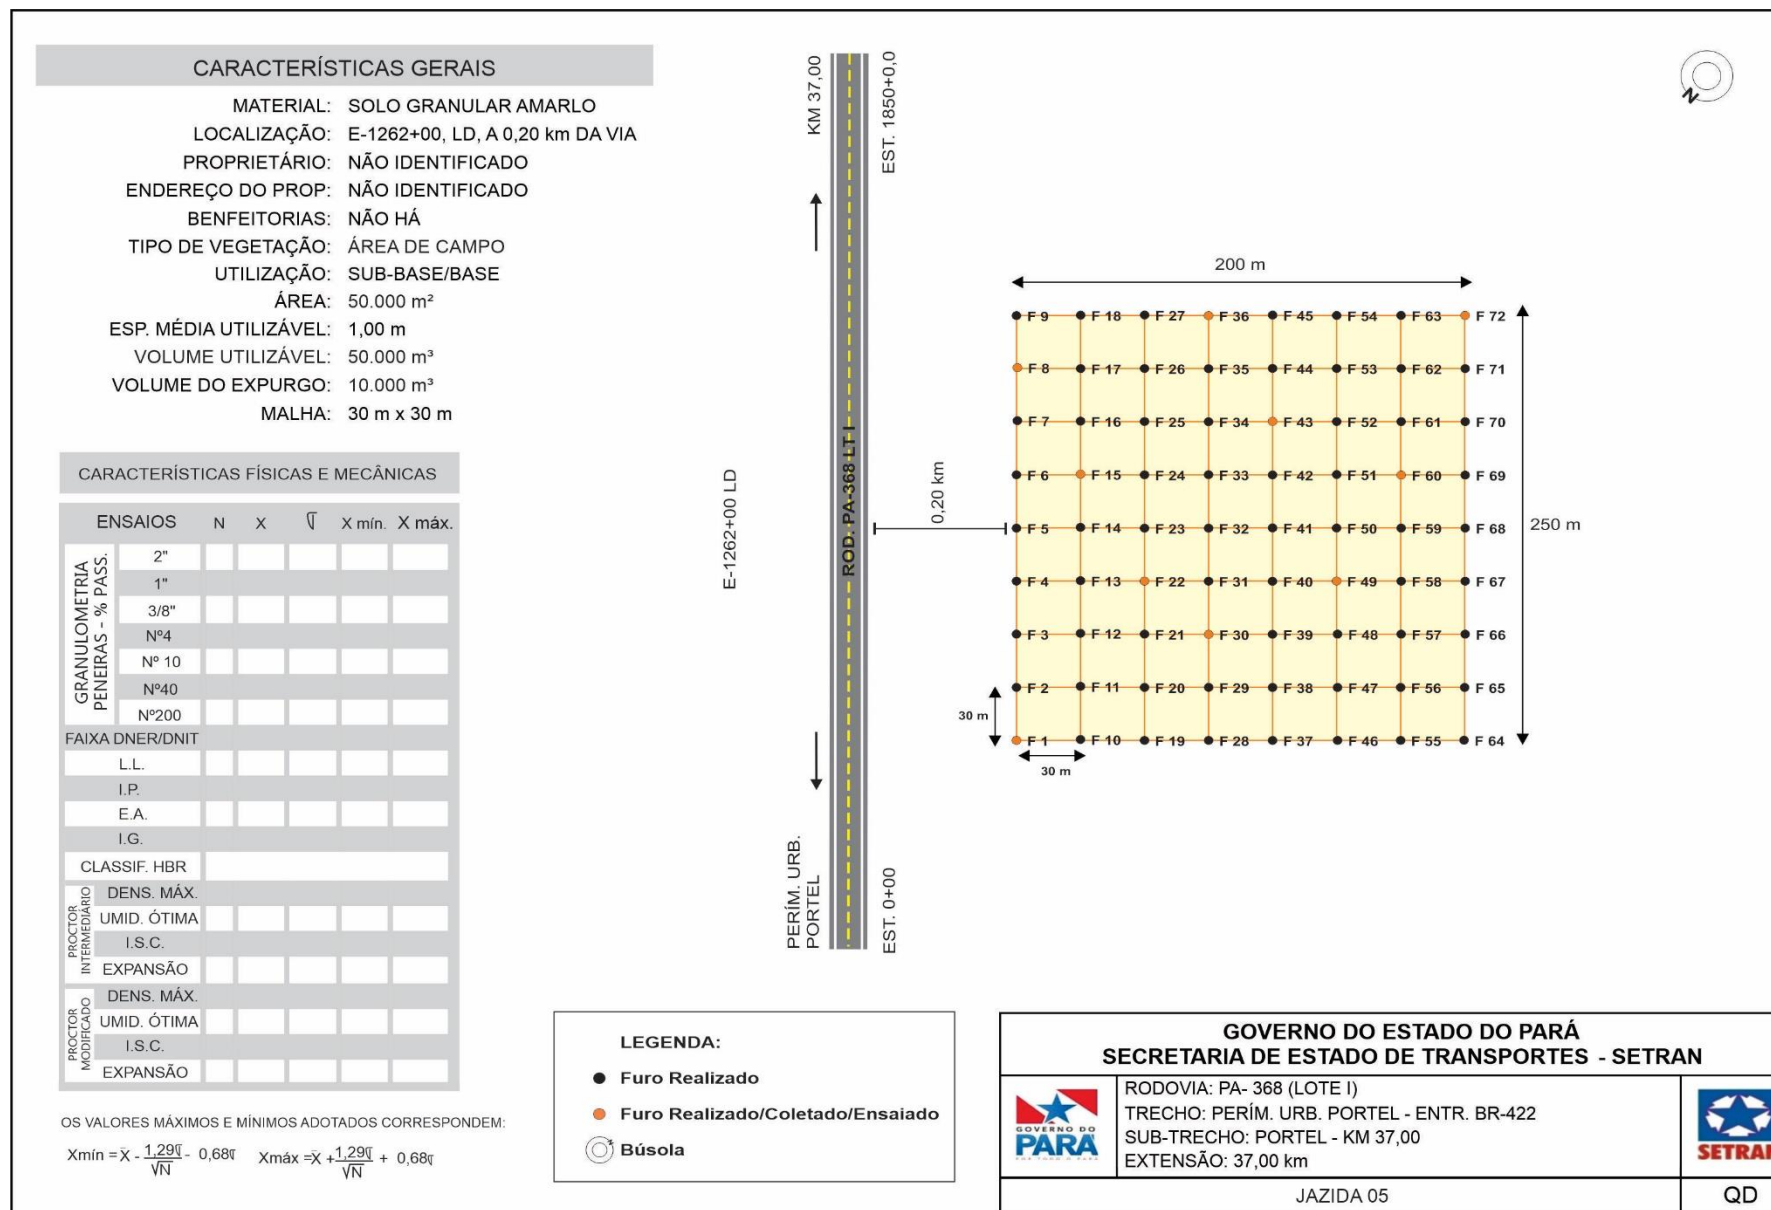 CARACTERÍSTICAS GERAIS
MATERIAL: SOLO GRANULAR AMARLO
LOCALIZAÇÃO: E-1262+00, LD, A 0,20 km DA VIA
PROPRIETÁRIO: NÃO IDENTIFICADO
ENDEREÇO DO PROP: NÃO IDENTIFICADO
BENFEITORIAS: NÃO HÁ
TIPO DE VEGETAÇÃO: ÁREA DE CAMPO
UTILIZAÇÃO: SUB-BASE/BASE
ÁREA: 50.000 m²
ESP. MÉDIA UTILIZÁVEL: 1,00 m
VOLUME UTILIZÁVEL: 50.000 m³
VOLUME DO EXPURGO: 10.000 m³
MALHA: 30 m x 30 m
CARACTERÍSTICAS FÍSICAS E MECÂNICAS
ENSAIOS N X σ X mín. X máx.
GRANULOMETRIA
PENEIRAS - % PASS.
2"
1"
3/8"
Nº4
Nº 10
Nº40
Nº200
FAIXA DNER/DNIT
L.L.
I.P.
E.A.
I.G.
CLASSIF. HBR
PROCTOR
INTERMEDIÁRIO
DENS. MÁX.
UMID. ÓTIMA
I.S.C.
EXPANSÃO
PROCTOR
MODIFICADO
DENS. MÁX.
UMID. ÓTIMA
I.S.C.
EXPANSÃO
OS VALORES MÁXIMOS E MÍNIMOS ADOTADOS CORRESPONDEM:
Xmín = X̄ - 1,29σ/√N - 0,68σ Xmáx = X̄ + 1,29σ/√N + 0,68σ
KM 37,00
EST. 1850+0,0
E-1262+00 LD
ROD. PA-368 LT I
0,20 km
PERÍM. URB.
PORTEL
EST. 0+00
N
200 m
F 9 F 18 F 27 F 36 F 45 F 54 F 63 F 72
F 8 F 17 F 26 F 35 F 44 F 53 F 62 F 71
F 7 F 16 F 25 F 34 F 43 F 52 F 61 F 70
F 6 F 15 F 24 F 33 F 42 F 51 F 60 F 69
F 5 F 14 F 23 F 32 F 41 F 50 F 59 F 68
250 m
F 4 F 13 F 22 F 31 F 40 F 49 F 58 F 67
F 3 F 12 F 21 F 30 F 39 F 48 F 57 F 66
F 2 F 11 F 20 F 29 F 38 F 47 F 56 F 65
30 m
F 1 F 10 F 19 F 28 F 37 F 46 F 55 F 64
30 m
LEGENDA:
Furo Realizado
Furo Realizado/Coletado/Ensaiado
Búsola
GOVERNO DO ESTADO DO PARÁ
SECRETARIA DE ESTADO DE TRANSPORTES - SETRAN
GOVERNO DO
PARÁ
POR TODO O PARÁ
RODOVIA: PA- 368 (LOTE I)
TRECHO: PERÍM. URB. PORTEL - ENTR. BR-422
SUB-TRECHO: PORTEL - KM 37,00
EXTENSÃO: 37,00 km
SETRAN
JAZIDA 05
QD